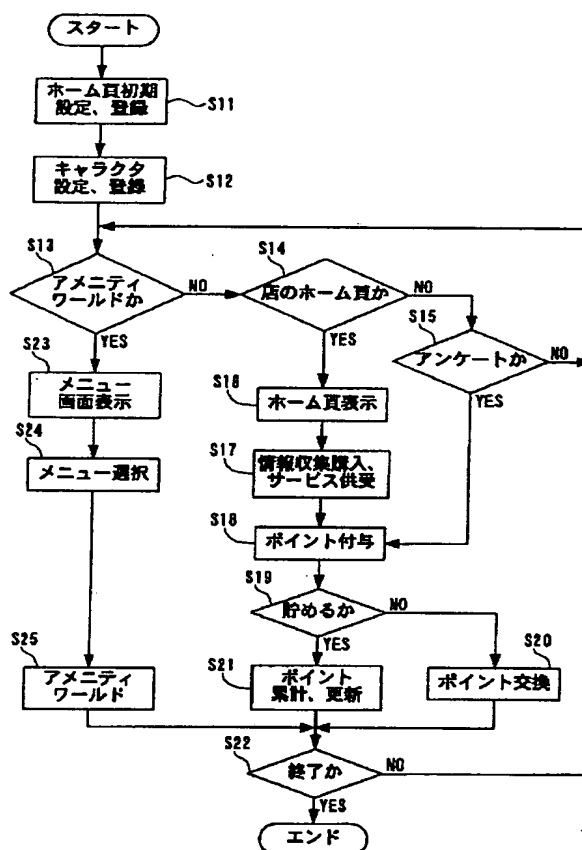 スタート
ホーム頁初期
設定、登録
S11
キャラクタ
設定、登録
S12
S13
アメニティ
ワールドか
NO
YES
S14
店のホーム頁か
NO
YES
S15
アンケートか
NO
YES
S23
メニュー
画面表示
S16
ホーム頁表示
S24
メニュー選択
S17
情報収集購入、
サービス供受
S18
ポイント付与
S19
貯めるか
NO
YES
S25
アメニティ
ワールド
S21
ポイント
累計、更新
S20
ポイント交換
S22
終了か
NO
YES
エンド